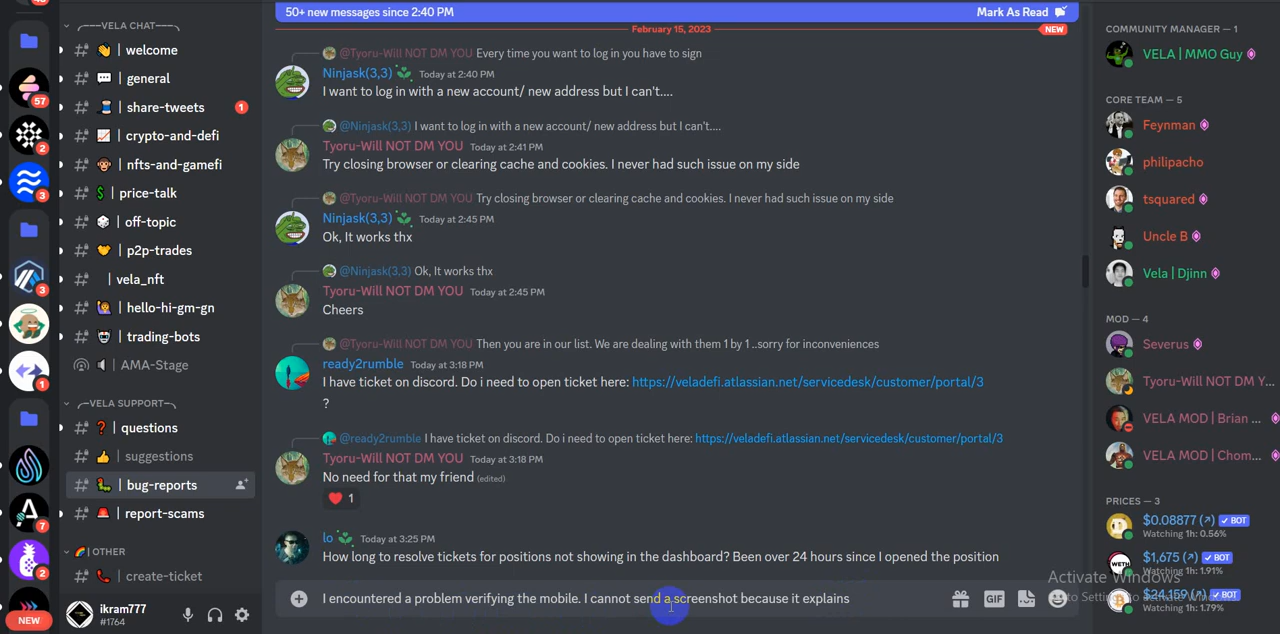 VELA CHAT
# | welcome
# | general
# | share-tweets 1
# | crypto-and-defi
# | nfts-and-gamefi
# $ | price-talk
# | off-topic
# | p2p-trades
# | vela_nft
# | hello-hi-gm-gn
# | trading-bots
| AMA-Stage
VELA SUPPORT
# ? | questions
# | suggestions
# | bug-reports
# | report-scams
| OTHER
# | create-ticket
ikram777
#1764
57
2
3
3
1
7
2
NEW
50+ new messages since 2:40 PM Mark As Read
February 15, 2023 NEW
@Tyoru-Will NOT DM YOU Every time you want to log in you have to sign
Ninjask(3,3) Today at 2:40 PM
I want to log in with a new account/ new address but I can't....
@Ninjask(3,3) I want to log in with a new account/ new address but I can't....
Tyoru-Will NOT DM YOU Today at 2:41 PM
Try closing browser or clearing cache and cookies. I never had such issue on my side
@Tyoru-Will NOT DM YOU Try closing browser or clearing cache and cookies. I never had such issue on my side
Ninjask(3,3) Today at 2:45 PM
Ok, It works thx
@Ninjask(3,3) Ok, It works thx
Tyoru-Will NOT DM YOU Today at 2:45 PM
Cheers
@Tyoru-Will NOT DM YOU Then you are in our list. We are dealing with them 1 by 1 ..sorry for inconveniences
ready2rumble Today at 3:18 PM
I have ticket on discord. Do i need to open ticket here: https://veladefi.atlassian.net/servicedesk/customer/portal/3
?
@ready2rumble I have ticket on discord. Do i need to open ticket here: https://veladefi.atlassian.net/servicedesk/customer/portal/3
Tyoru-Will NOT DM YOU Today at 3:18 PM
No need for that my friend (edited)
1
lo Today at 3:25 PM
How long to resolve tickets for positions not showing in the dashboard? Been over 24 hours since I opened the position
I encountered a problem verifying the mobile. I cannot send a screenshot because it explains
GIF
COMMUNITY MANAGER — 1
VELA | MMO Guy
CORE TEAM — 5
Feynman
philipacho
tsquared
Uncle B
Vela | Djinn
MOD — 4
Severus
Tyoru-Will NOT DM Y...
VELA MOD | Brian ...
VELA MOD | Chom...
PRICES — 3
$0.08877 (↗) ✓ BOT
Watching 1h: 0.56%
$1,675 (↗) ✓ BOT
Watching 1h: 1.91%
$24,159 (↗) ✓ BOT
Watching 1h: 1.79%
WETH
Activate Windows